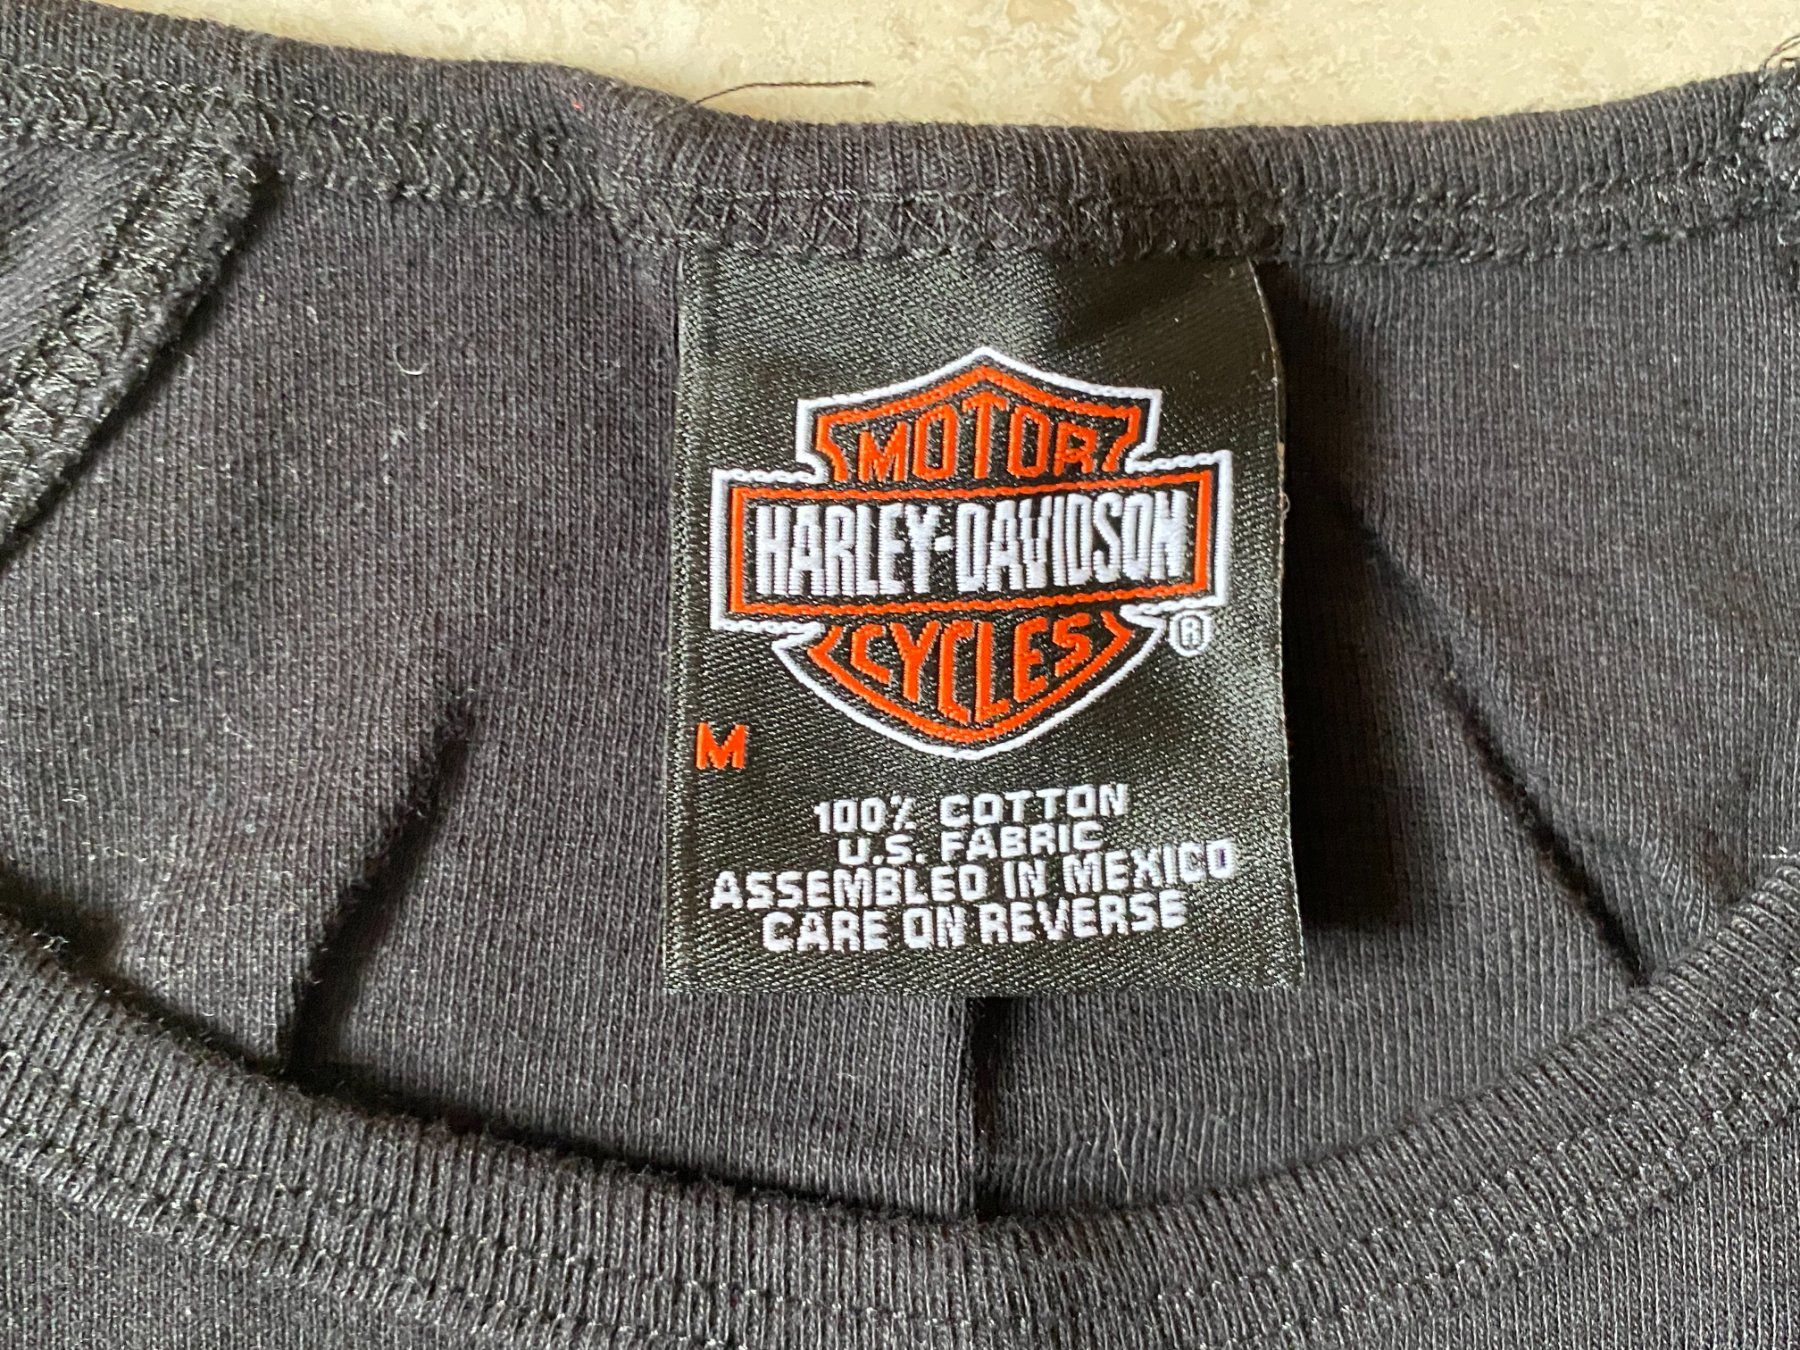 MOTOR
HARLEY-DAVIDSON
CYCLES
®
M
100% COTTON
U.S. FABRIC
ASSEMBLED IN MEXICO
CARE ON REVERSE